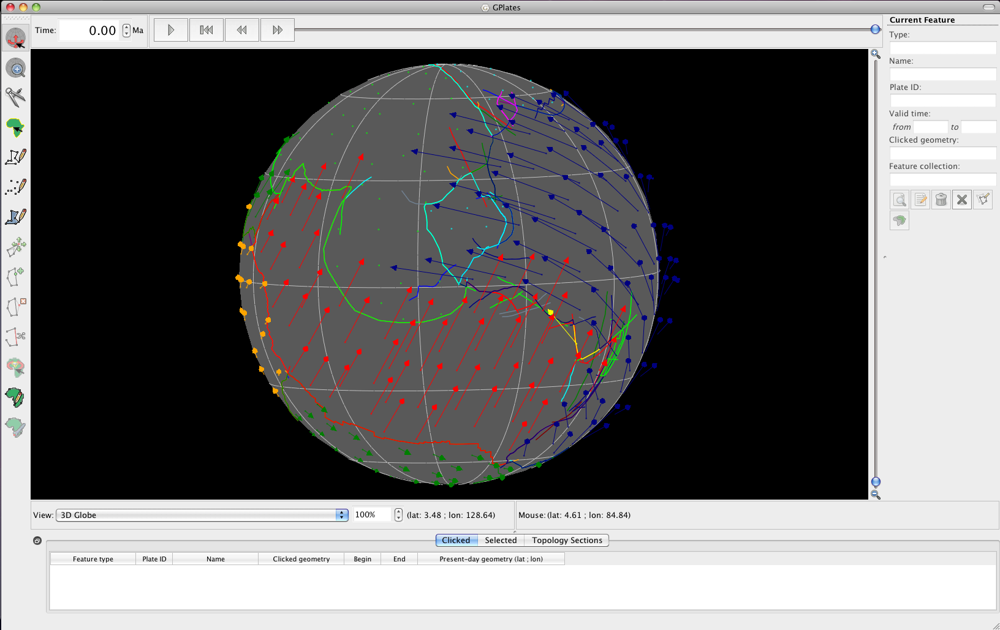 GPlates
Time: 0.00 Ma
Current Feature
Type:
Name:
Plate ID:
Valid time:
from to
Clicked geometry:
Feature collection:
View: 3D Globe 100% (lat: 3.48 ; lon: 128.64) Mouse: (lat: 4.61 ; lon: 84.84)
Clicked Selected Topology Sections
Feature type Plate ID Name Clicked geometry Begin End Present-day geometry (lat ; lon)